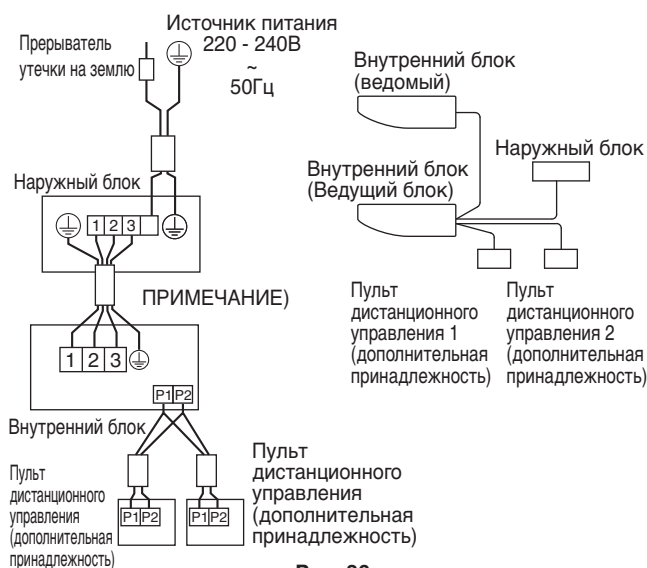 Источник питания
220 - 240В
~
50Гц
Прерыватель
утечки на землю
Наружный блок
1 2 3
ПРИМЕЧАНИЕ)
1 2 3
P1 P2
Внутренний блок
Пульт
дистанционного
управления
(дополнительная
принадлежность)
P1 P2
P1 P2
Пульт
дистанционного
управления
(дополнительная
принадлежность)
Внутренний блок
(ведомый)
Наружный блок
Внутренний блок
(Ведущий блок)
Пульт
дистанционного
управления 1
(дополнительная
принадлежность)
Пульт
дистанционного
управления 2
(дополнительная
принадлежность)